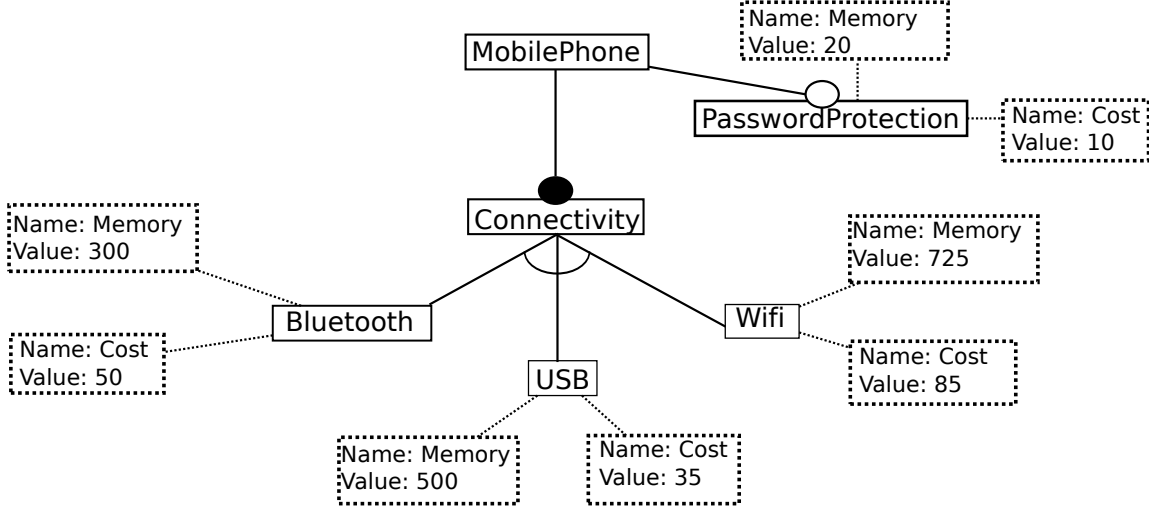 Name: Memory
Value: 20
MobilePhone
PasswordProtection
Name: Cost
Value: 10
Connectivity
Name: Memory
Value: 300
Name: Memory
Value: 725
Bluetooth
Wifi
Name: Cost
Value: 50
Name: Cost
Value: 85
USB
Name: Memory
Value: 500
Name: Cost
Value: 35